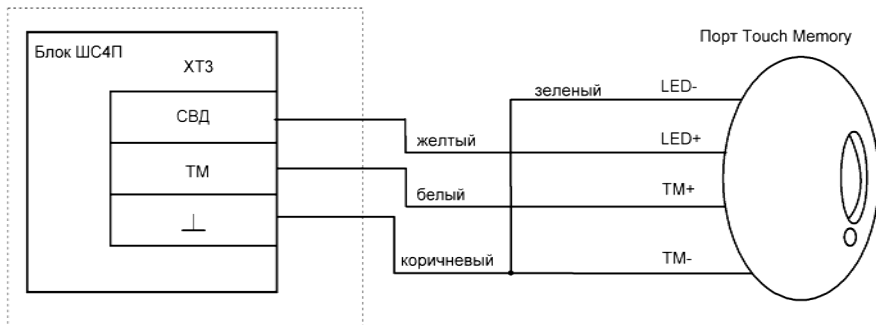 Порт Touch Memory
Блок ШС4П
ХТ3
зеленый
LED-
СВД
желтый
LED+
ТМ
белый
TM+
⊥
коричневый
TM-